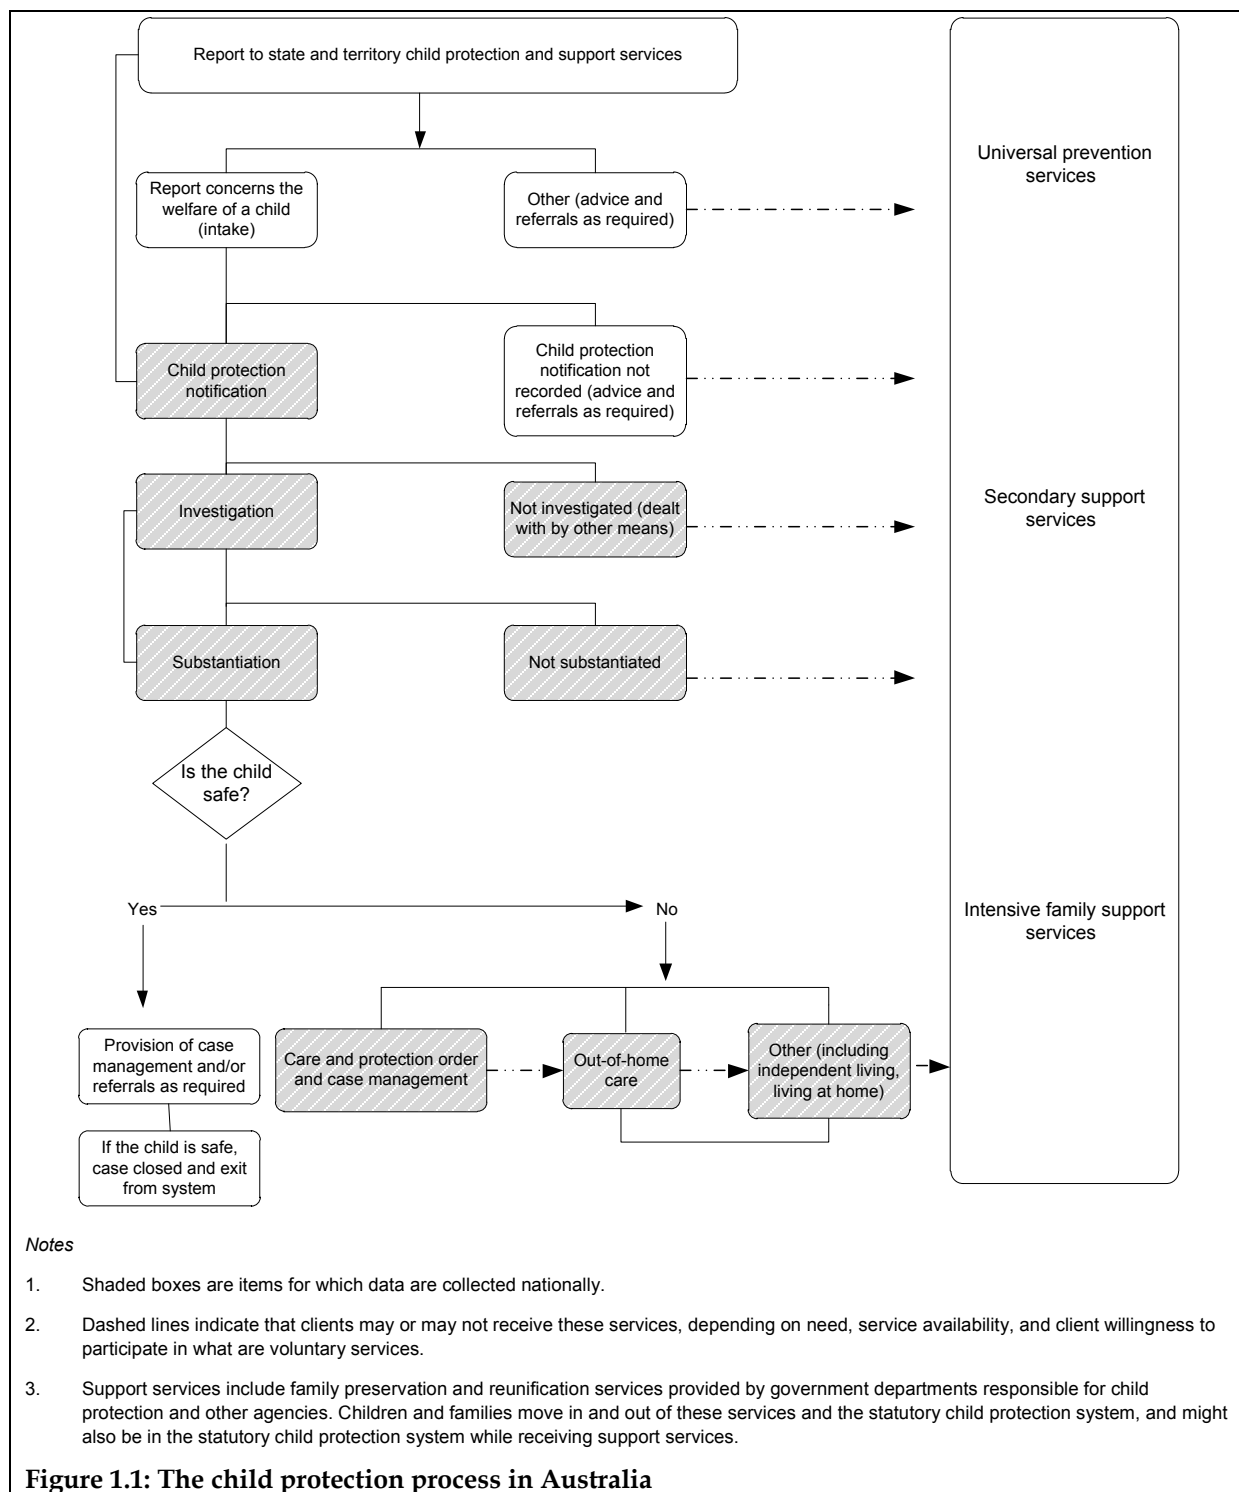 Report to state and territory child protection and support services
Universal prevention
services
Report concerns the
welfare of a child
(intake)
Other (advice and
referrals as required)
Child protection
notification
Child protection
notification not
recorded (advice and
referrals as required)
Secondary support
services
Investigation
Not investigated (dealt
with by other means)
Substantiation
Not substantiated
Is the child
safe?
Yes
No
Intensive family support
services
Provision of case
management and/or
referrals as required
Care and protection order
and case management
Out-of-home
care
Other (including
independent living,
living at home)
If the child is safe,
case closed and exit
from system
Notes
1. Shaded boxes are items for which data are collected nationally.
2. Dashed lines indicate that clients may or may not receive these services, depending on need, service availability, and client willingness to
participate in what are voluntary services.
3. Support services include family preservation and reunification services provided by government departments responsible for child
protection and other agencies. Children and families move in and out of these services and the statutory child protection system, and might
also be in the statutory child protection system while receiving support services.
Figure 1.1: The child protection process in Australia